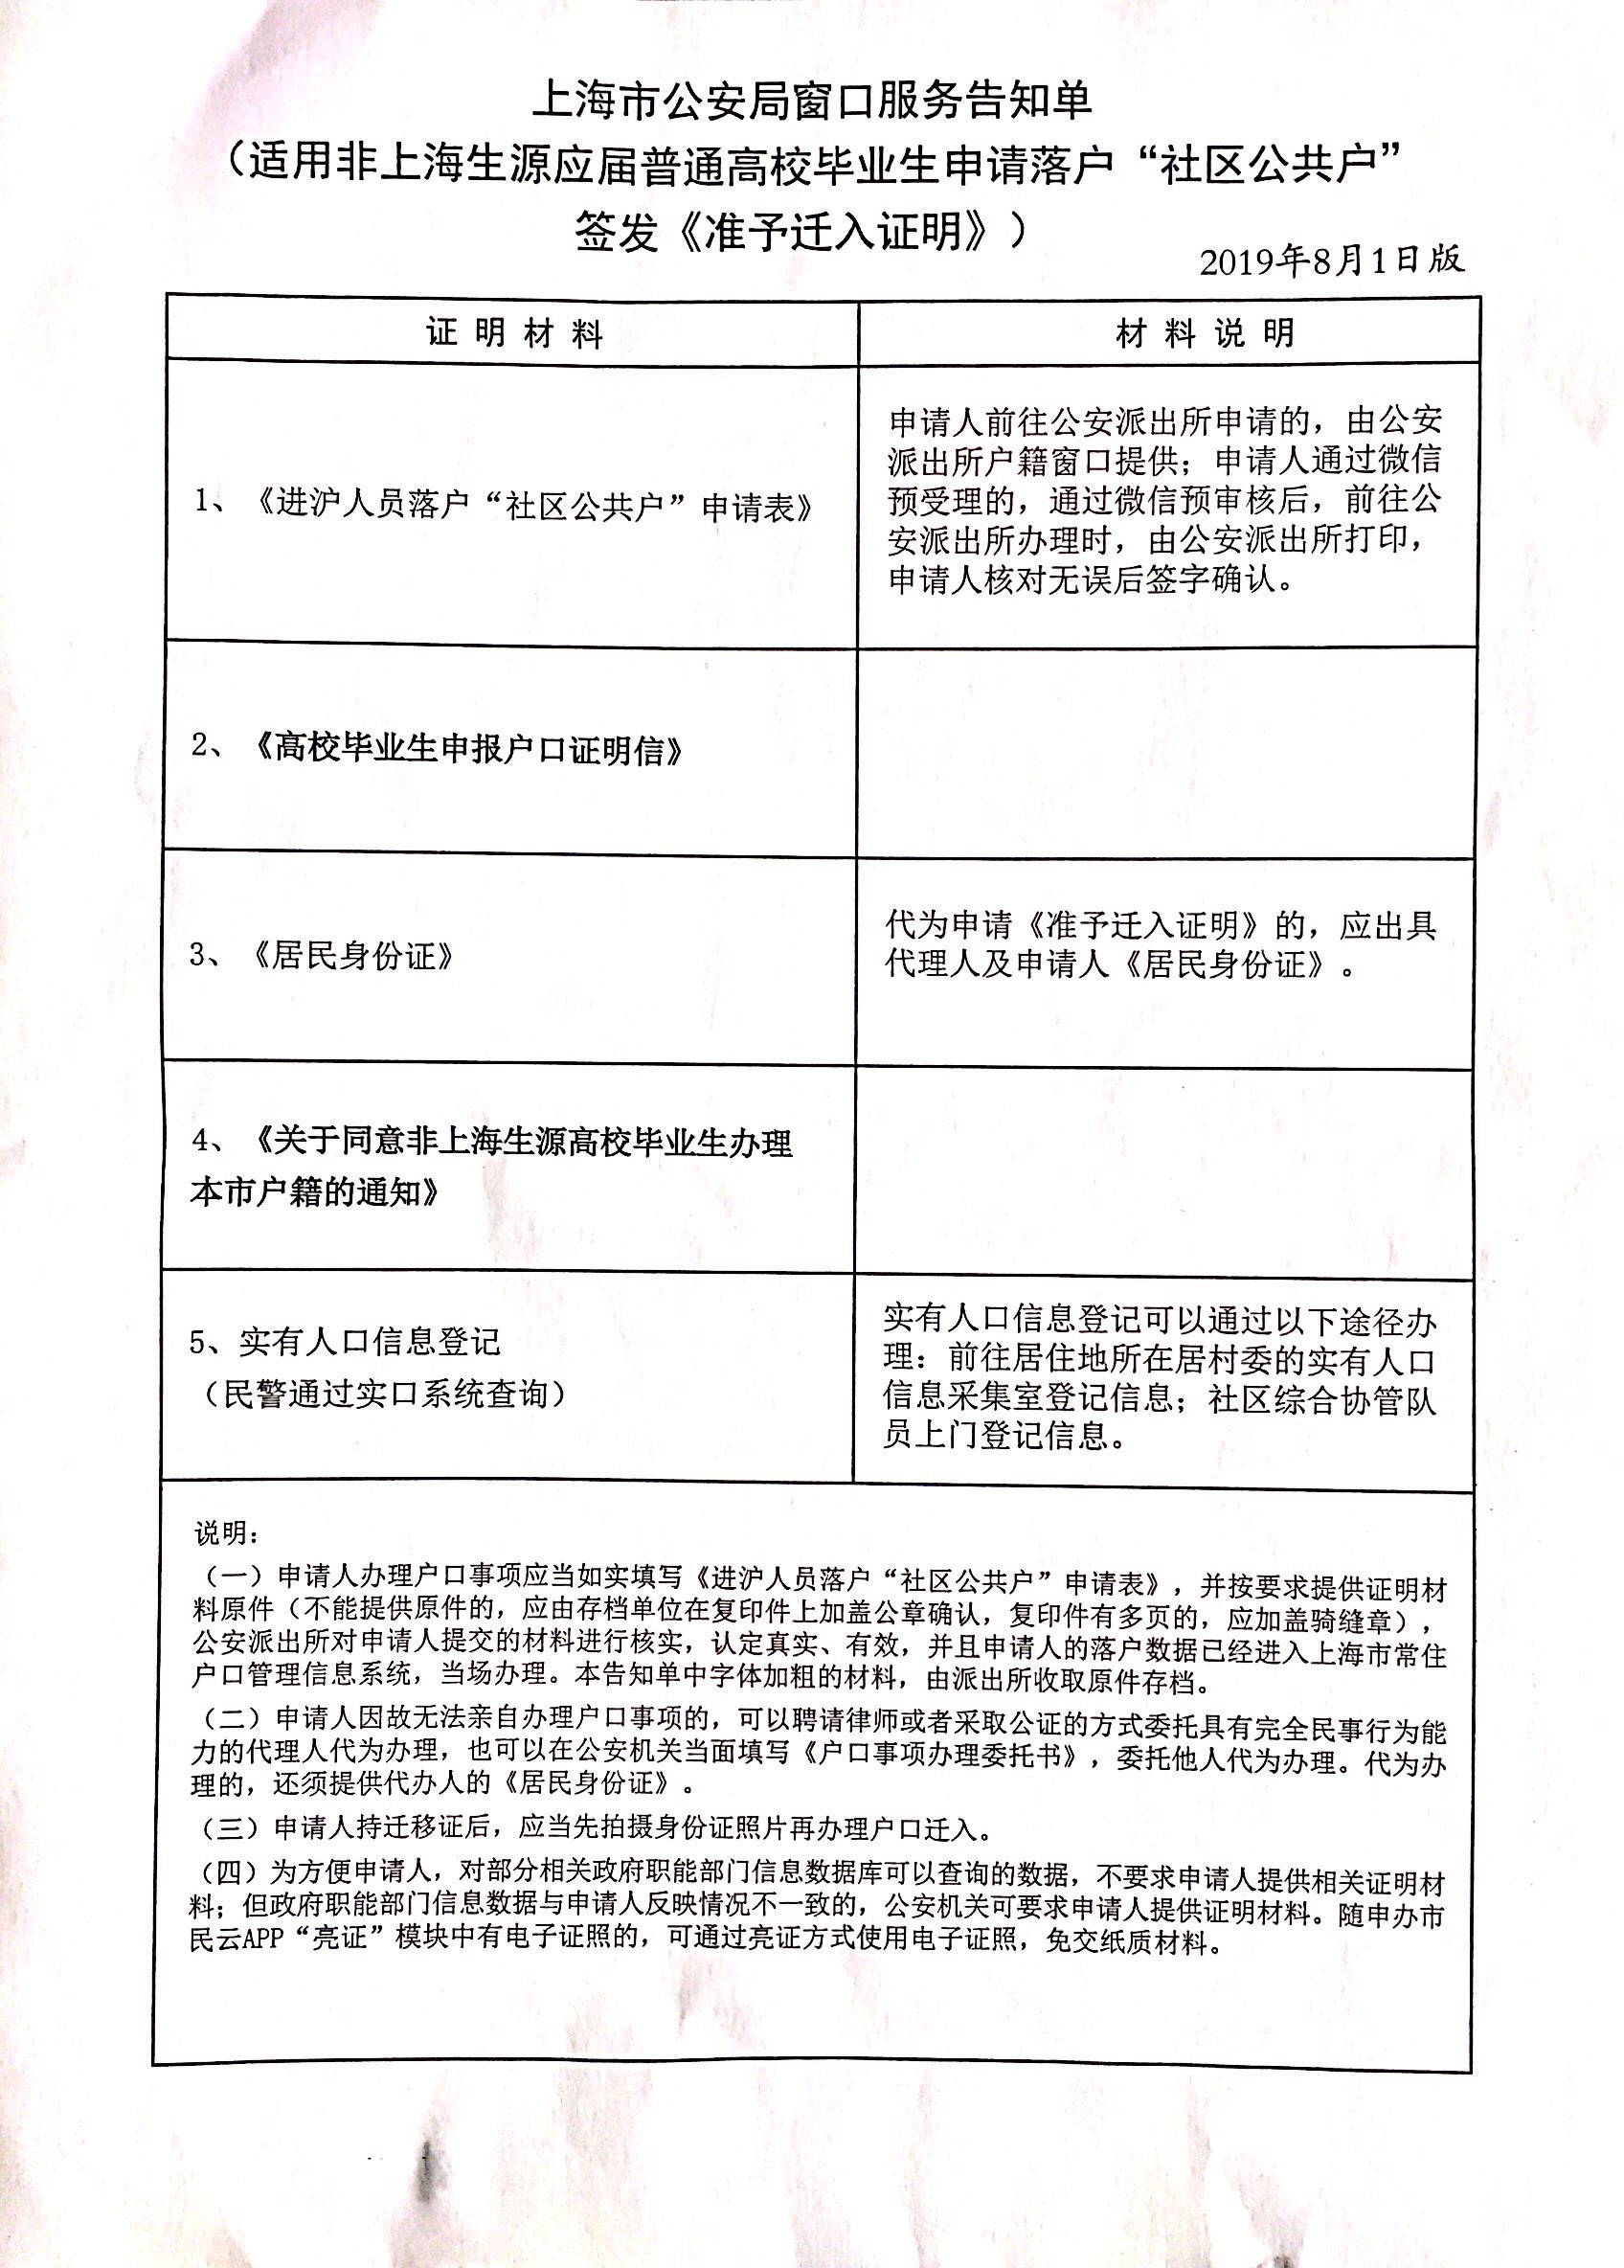 上海市公安局窗口服务告知单
（适用非上海生源应届普通高校毕业生申请落户“社区公共户”
签发《准予迁入证明》）
2019年8月1日版
证 明 材 料
材 料 说 明
1、《进沪人员落户“社区公共户”申请表》
申请人前往公安派出所申请的，由公安
派出所户籍窗口提供；申请人通过微信
预受理的，通过微信预审核后，前往公
安派出所办理时，由公安派出所打印，
申请人核对无误后签字确认。
2、《高校毕业生申报户口证明信》
3、《居民身份证》
代为申请《准予迁入证明》的，应出具
代理人及申请人《居民身份证》。
4、《关于同意非上海生源高校毕业生办理
本市户籍的通知》
5、实有人口信息登记
（民警通过实口系统查询）
实有人口信息登记可以通过以下途径办
理：前往居住地所在居村委的实有人口
信息采集室登记信息；社区综合协管队
员上门登记信息。
说明：
（一）申请人办理户口事项应当如实填写《进沪人员落户“社区公共户”申请表》，并按要求提供证明材
料原件（不能提供原件的，应由存档单位在复印件上加盖公章确认，复印件有多页的，应加盖骑缝章），
公安派出所对申请人提交的材料进行核实，认定真实、有效，并且申请人的落户数据已经进入上海市常住
户口管理信息系统，当场办理。本告知单中字体加粗的材料，由派出所收取原件存档。
（二）申请人因故无法亲自办理户口事项的，可以聘请律师或者采取公证的方式委托具有完全民事行为能
力的代理人代为办理，也可以在公安机关当面填写《户口事项办理委托书》，委托他人代为办理。代为办
理的，还须提供代办人的《居民身份证》。
（三）申请人持迁移证后，应当先拍摄身份证照片再办理户口迁入。
（四）为方便申请人，对部分相关政府职能部门信息数据库可以查询的数据，不要求申请人提供相关证明材
料；但政府职能部门信息数据与申请人反映情况不一致的，公安机关可要求申请人提供证明材料。随申办市
民云APP“亮证”模块中有电子证照的，可通过亮证方式使用电子证照，免交纸质材料。